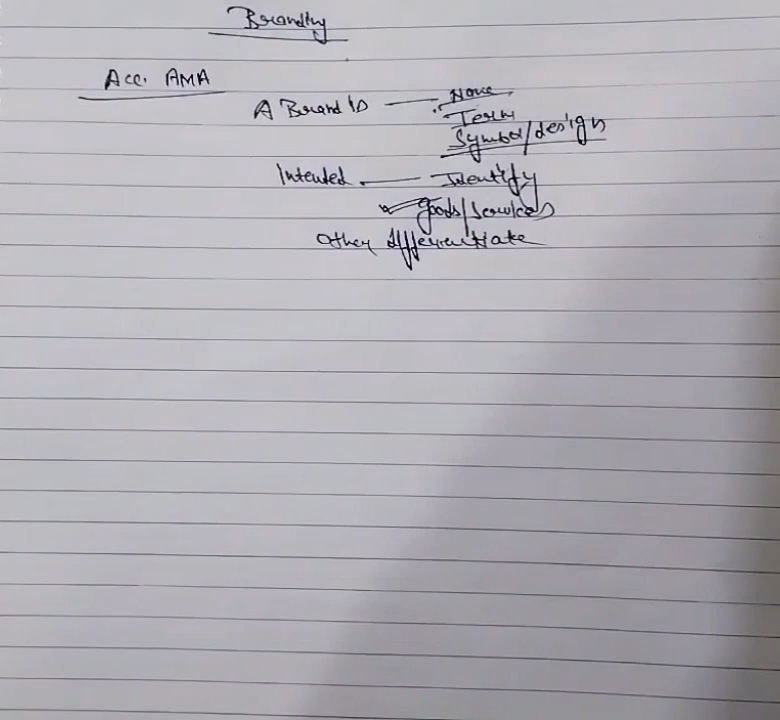 Branding
Acc. AMA
A Brand is — Name
Term
Symbol/design
Intended — Identify
Goods/Services
Other differentiate